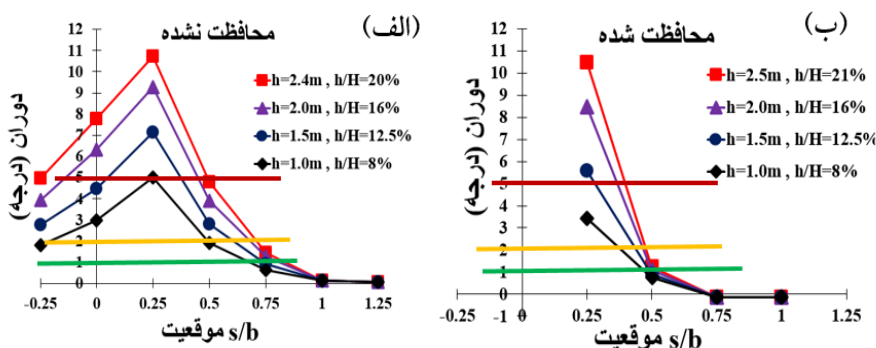 (الف)
محافظت نشده
12
11
10
9
8
7
6
5
4
3
2
1
0
دوران (درجه)
h=2.4m , h/H=20%
h=2.0m , h/H=16%
h=1.5m , h/H=12.5%
h=1.0m , h/H=8%
-0.25 0 0.25 0.5 0.75 1 1.25
موقعیت s/b
(ب)
محافظت شده
12
11
10
9
8
7
6
5
4
3
2
1
0
-1
دوران (درجه)
h=2.5m , h/H=21%
h=2.0m , h/H=16%
h=1.5m , h/H=12.5%
h=1.0m , h/H=8%
-0.25 0 0.25 0.5 0.75 1 1.25
موقعیت s/b